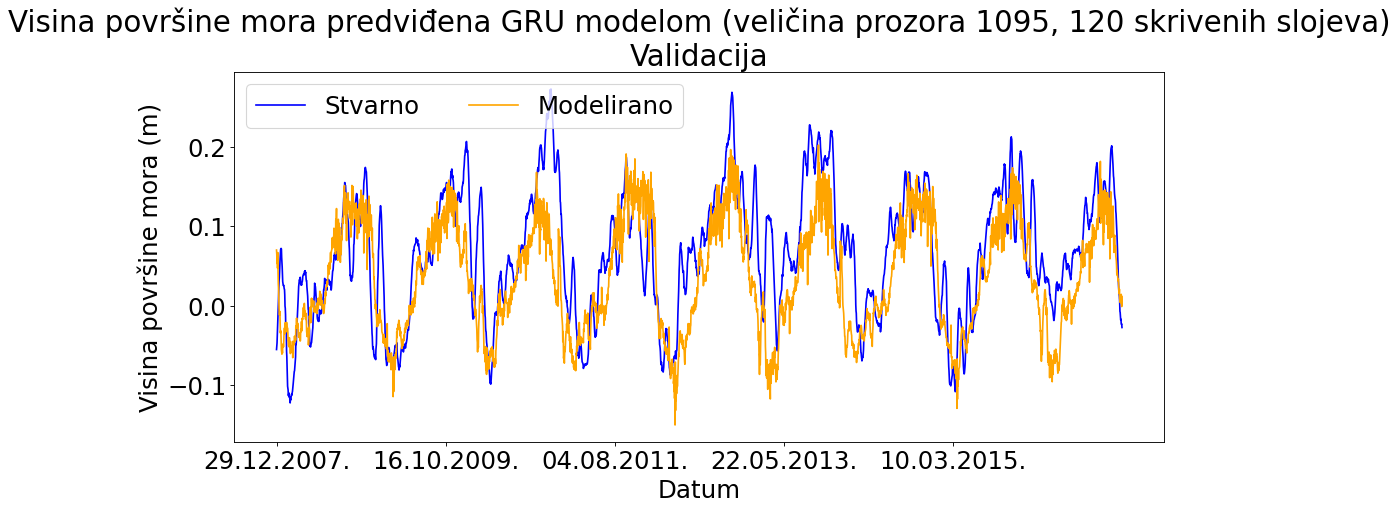 Visina površine mora predviđena GRU modelom (veličina prozora 1095, 120 skrivenih slojeva)
Validacija
Stvarno Modelirano
Visina površine mora (m)
0.2
0.1
0.0
−0.1
29.12.2007. 16.10.2009. 04.08.2011. 22.05.2013. 10.03.2015.
Datum